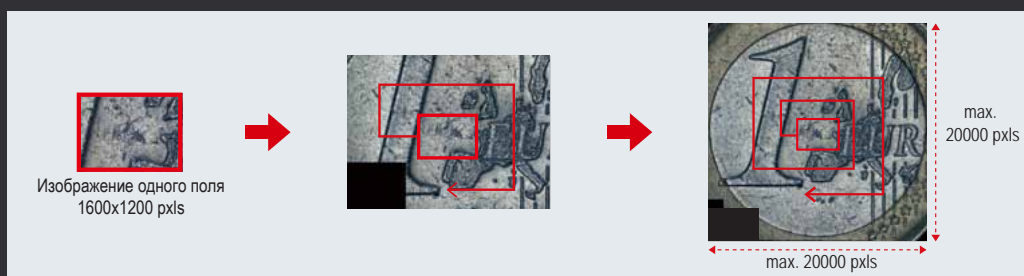 Изображение одного поля
1600x1200 pxls
max.
20000 pxls
max. 20000 pxls